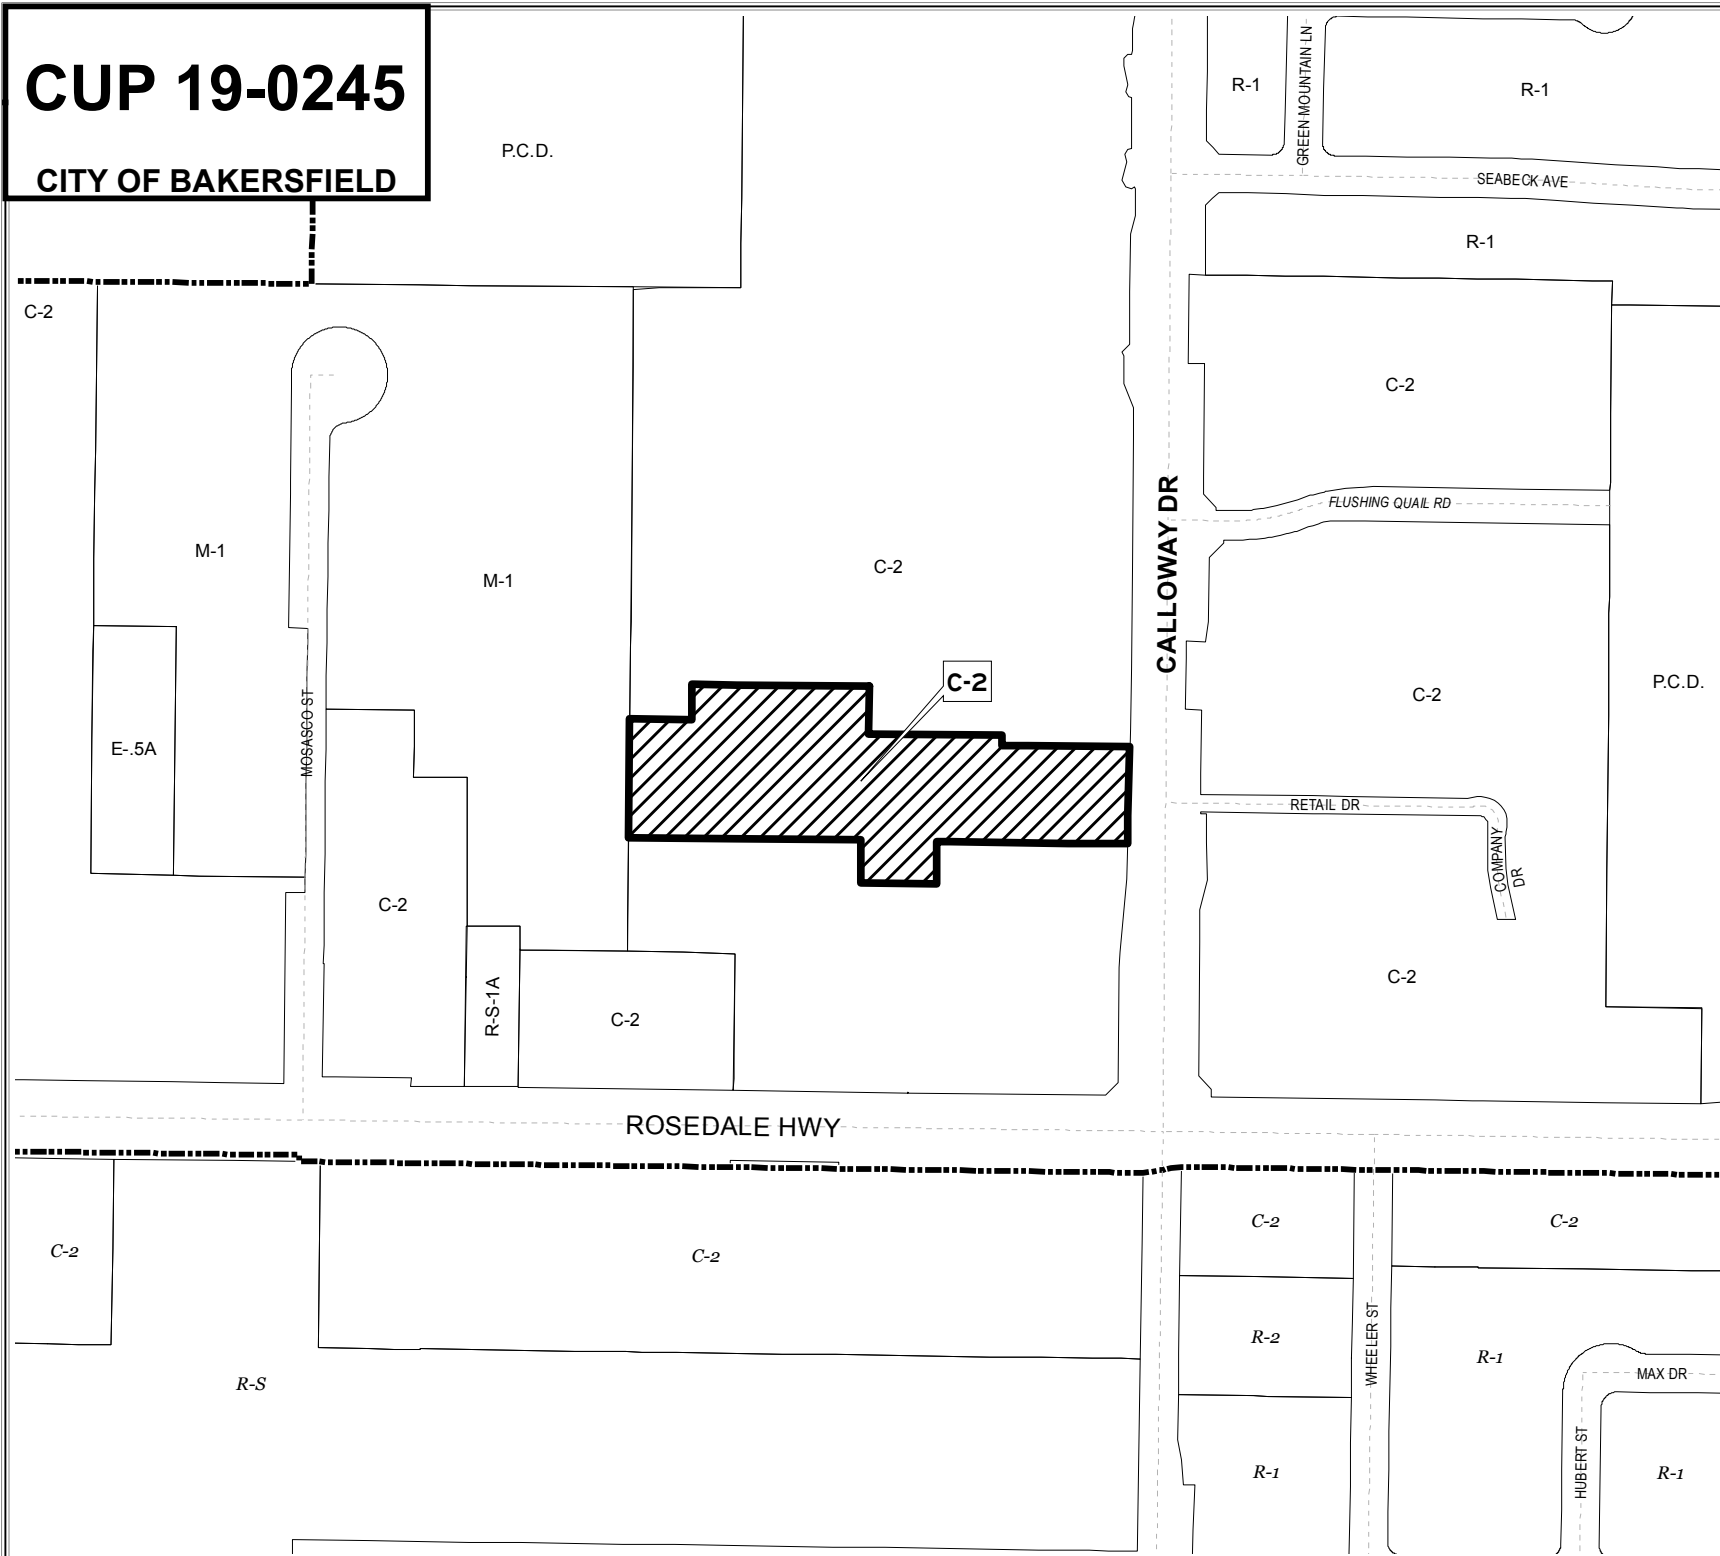 CUP 19-0245
CITY OF BAKERSFIELD
P.C.D.
R-1
GREEN MOUNTAIN LN
R-1
SEABECK AVE
R-1
C-2
C-2
FLUSHING QUAIL RD
M-1
M-1
C-2
CALLOWAY DR
C-2
C-2
P.C.D.
E-.5A
MOSASCO ST
RETAIL DR
COMPANY
DR
C-2
C-2
R-S-1A
C-2
ROSEDALE HWY
C-2
C-2
C-2
C-2
R-2
WHEELER ST
R-1
MAX DR
R-S
HUBERT ST
R-1
R-1